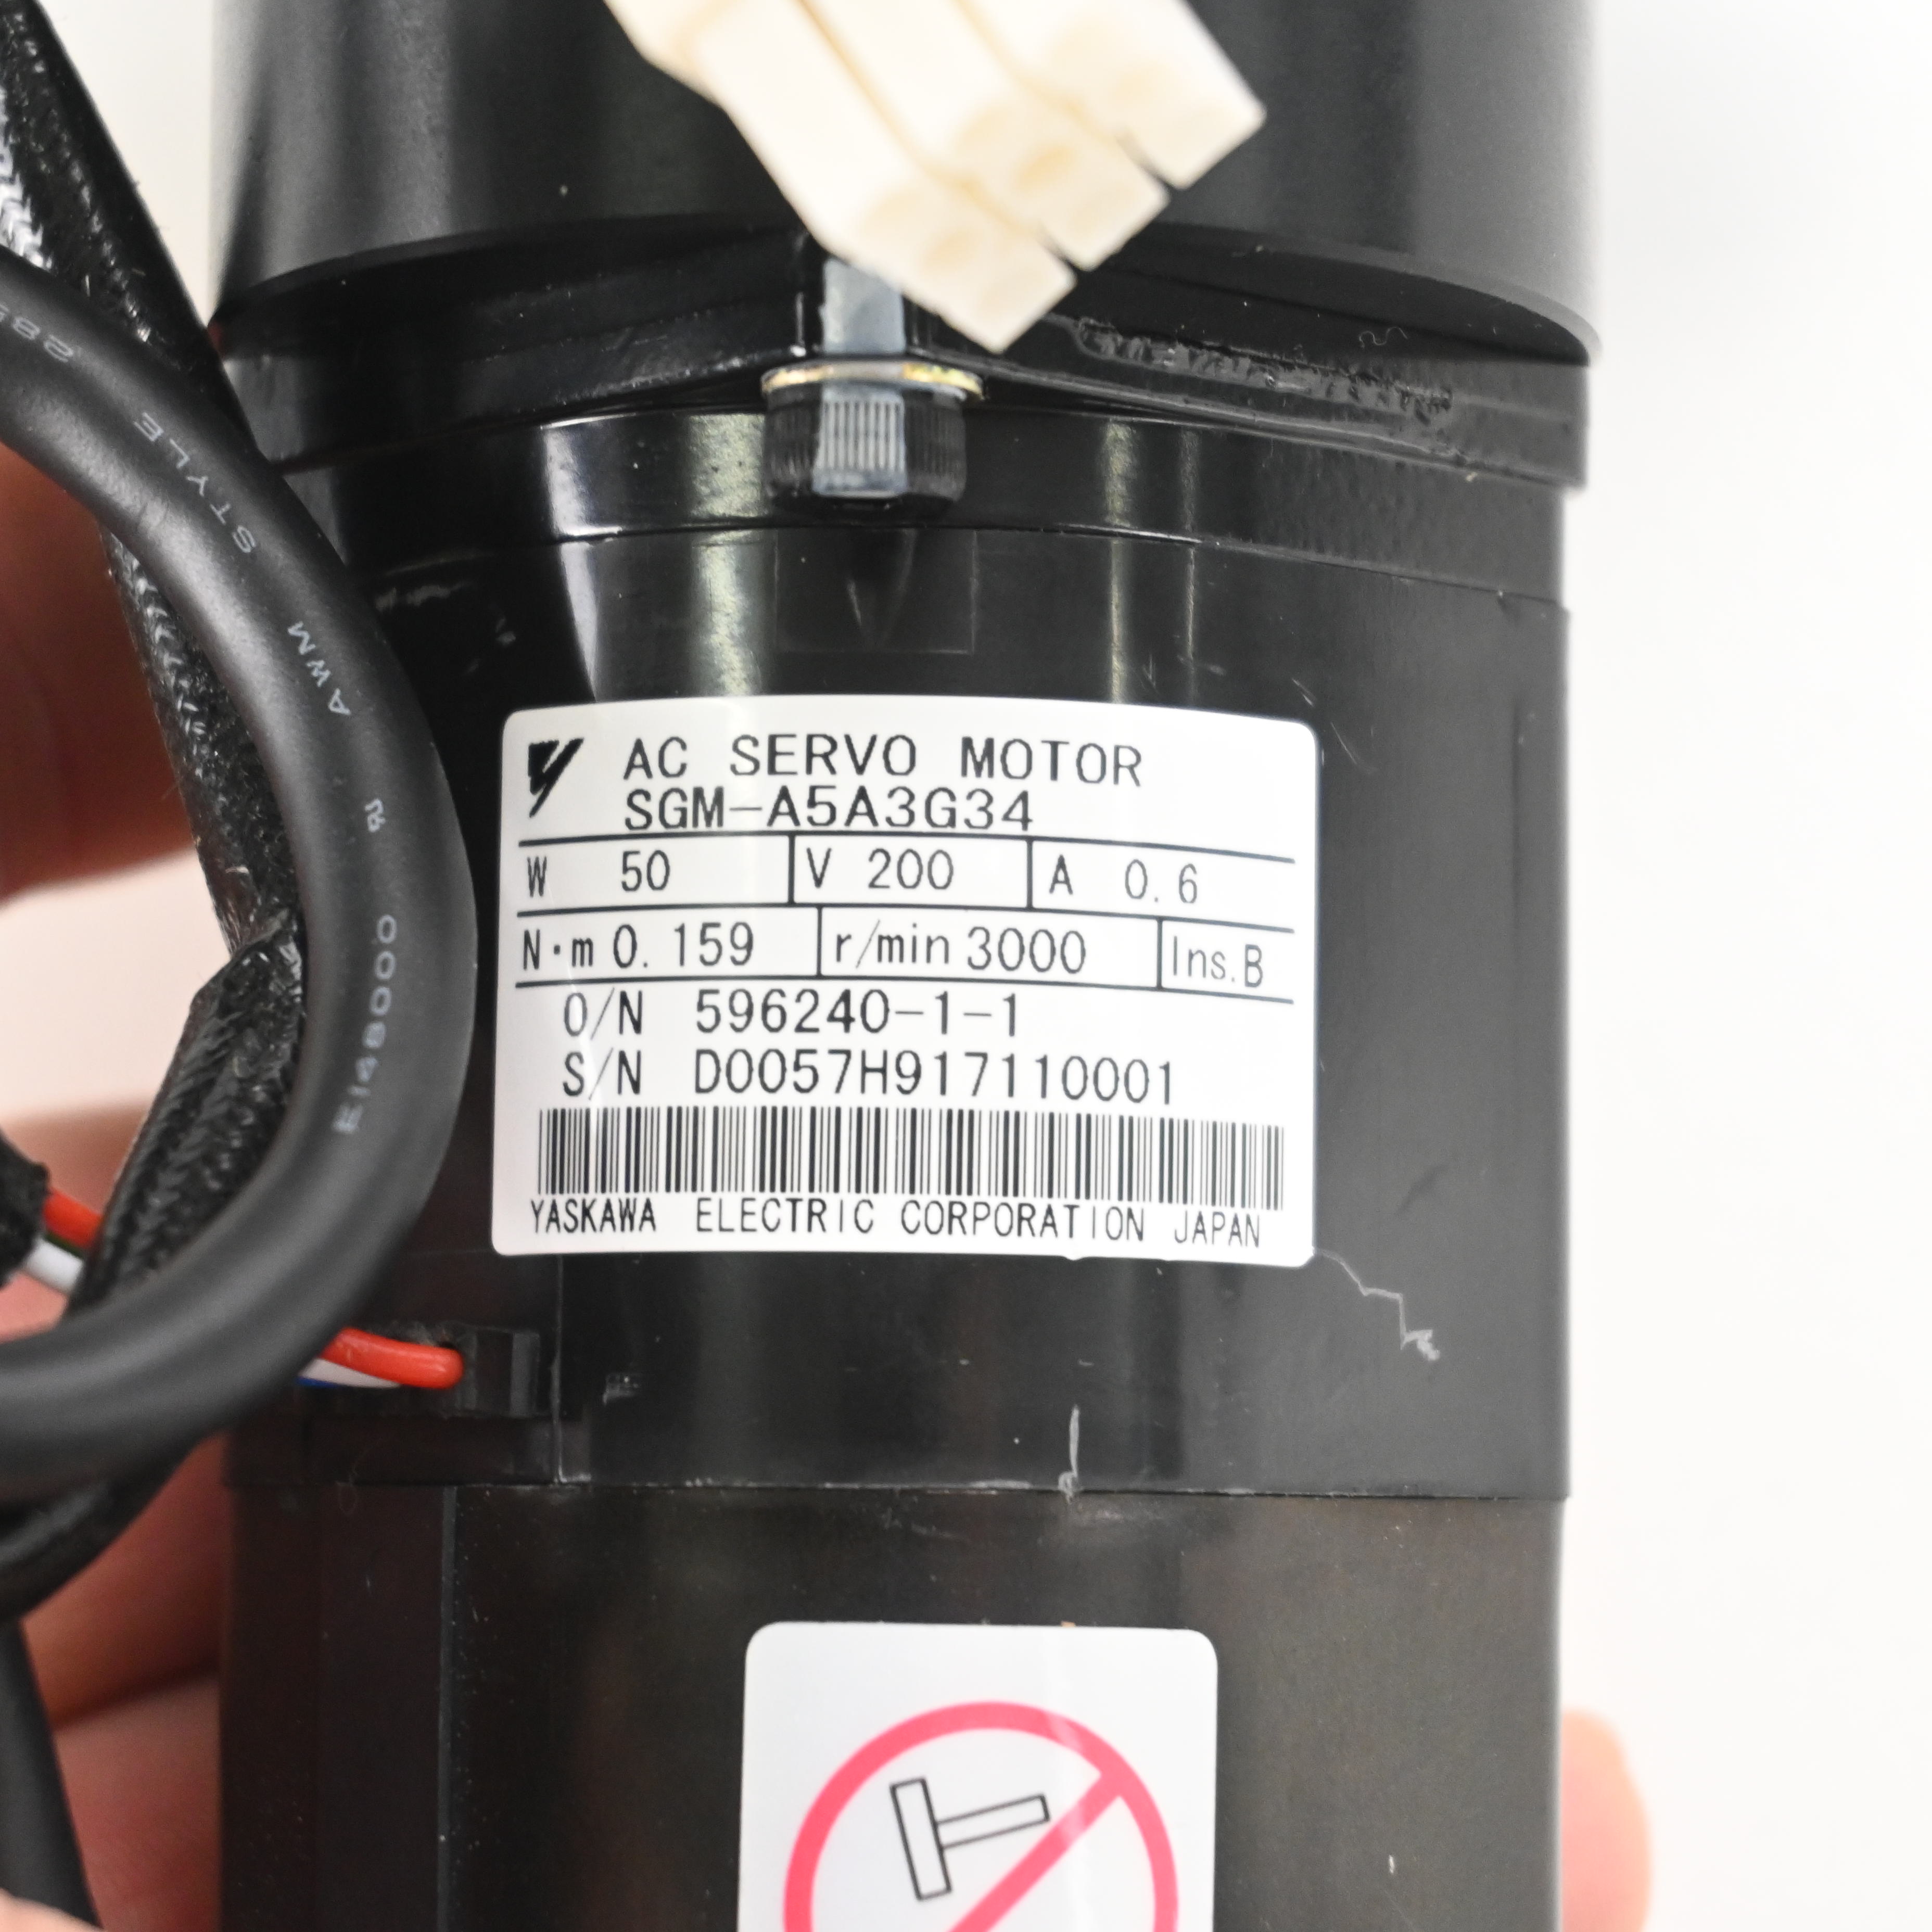 AC SERVO MOTOR
SGM-A5A3G34
W 50 V 200 A 0.6
N·m 0.159 r/min 3000 Ins.B
O/N 596240-1-1
S/N D0057H917110001
YASKAWA ELECTRIC CORPORATION JAPAN
E148000 AWM STYLE